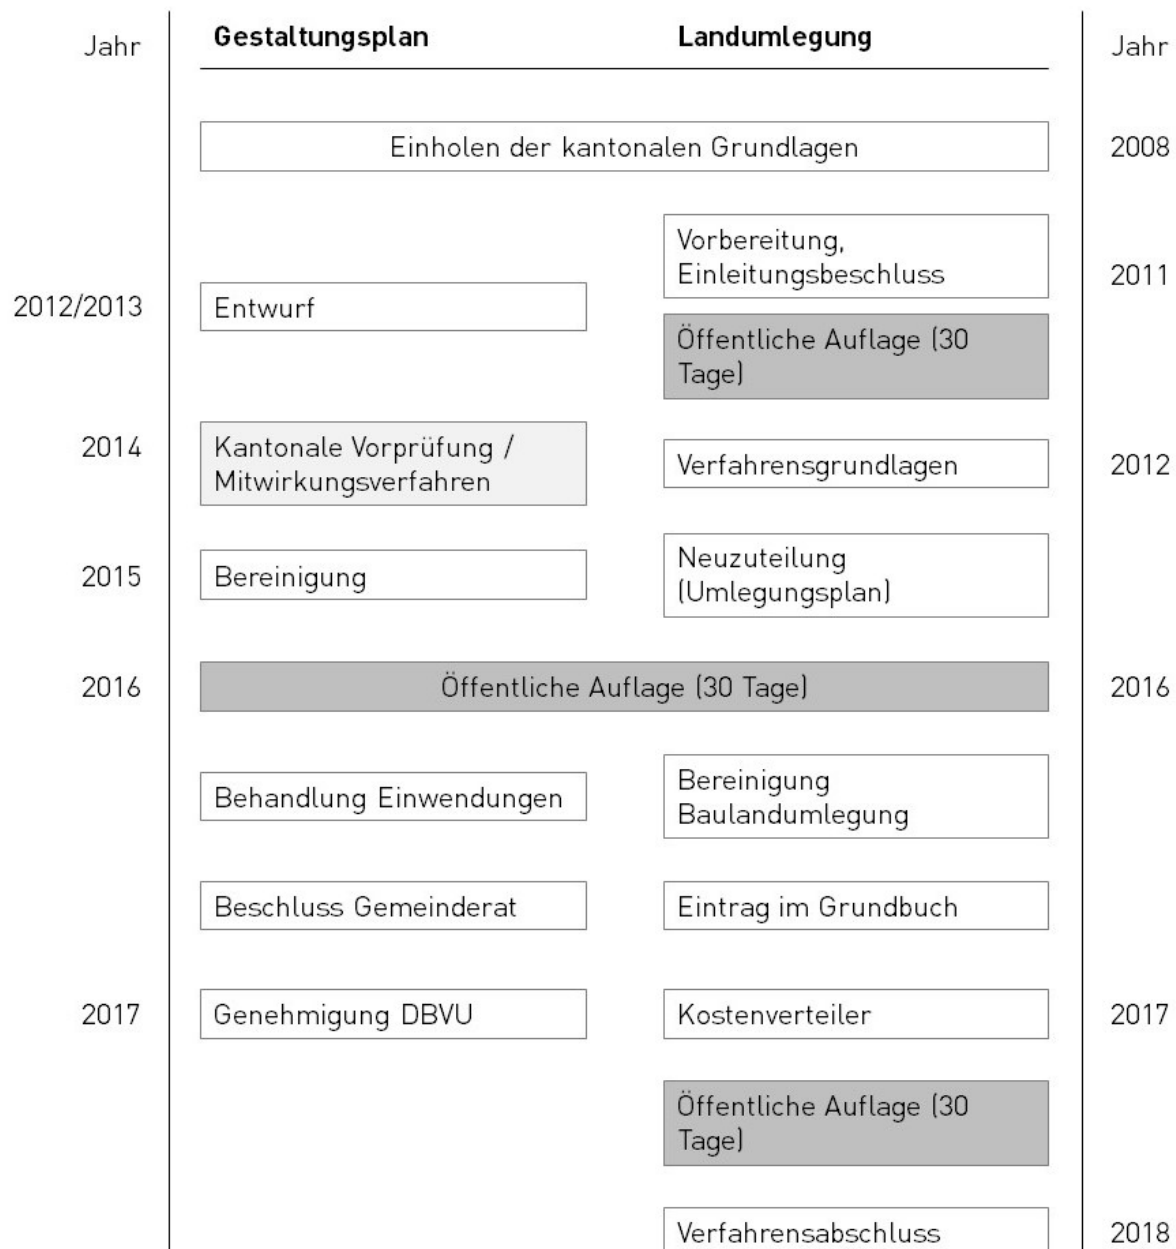 Jahr
Gestaltungsplan
Landumlegung
Jahr
Einholen der kantonalen Grundlagen
2008
Vorbereitung,
Einleitungsbeschluss
2011
2012/2013
Entwurf
Öffentliche Auflage (30
Tage)
2014
Kantonale Vorprüfung /
Mitwirkungsverfahren
Verfahrensgrundlagen
2012
2015
Bereinigung
Neuzuteilung
(Umlegungsplan)
2016
Öffentliche Auflage (30 Tage)
2016
Behandlung Einwendungen
Bereinigung
Baulandumlegung
Beschluss Gemeinderat
Eintrag im Grundbuch
2017
Genehmigung DBVU
Kostenverteiler
2017
Öffentliche Auflage (30
Tage)
Verfahrensabschluss
2018